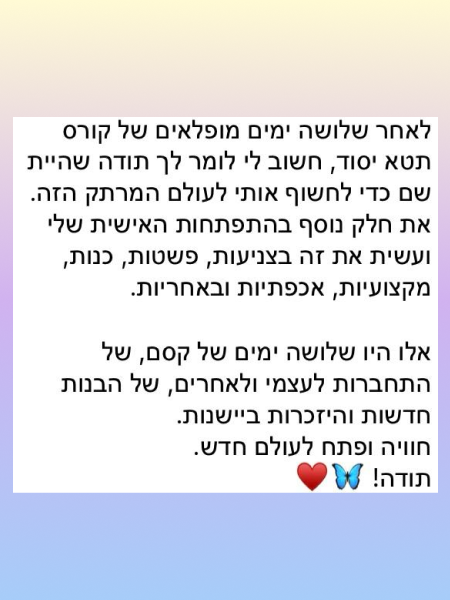 לאחר שלושה ימים מופלאים של קורס
תטא יסוד, חשוב לי לומר לך תודה שהיית
שם כדי לחשוף אותי לעולם המרתק הזה.
את חלק נוסף בהתפתחות האישית שלי
ועשית את זה בצניעות, פשטות, כנות,
מקצועיות, אכפתיות ובאחריות.
אלו היו שלושה ימים של קסם, של
התחברות לעצמי ולאחרים, של הבנות
חדשות והיזכרות ביישנות.
חוויה ופתח לעולם חדש.
תודה! 🦋♥️